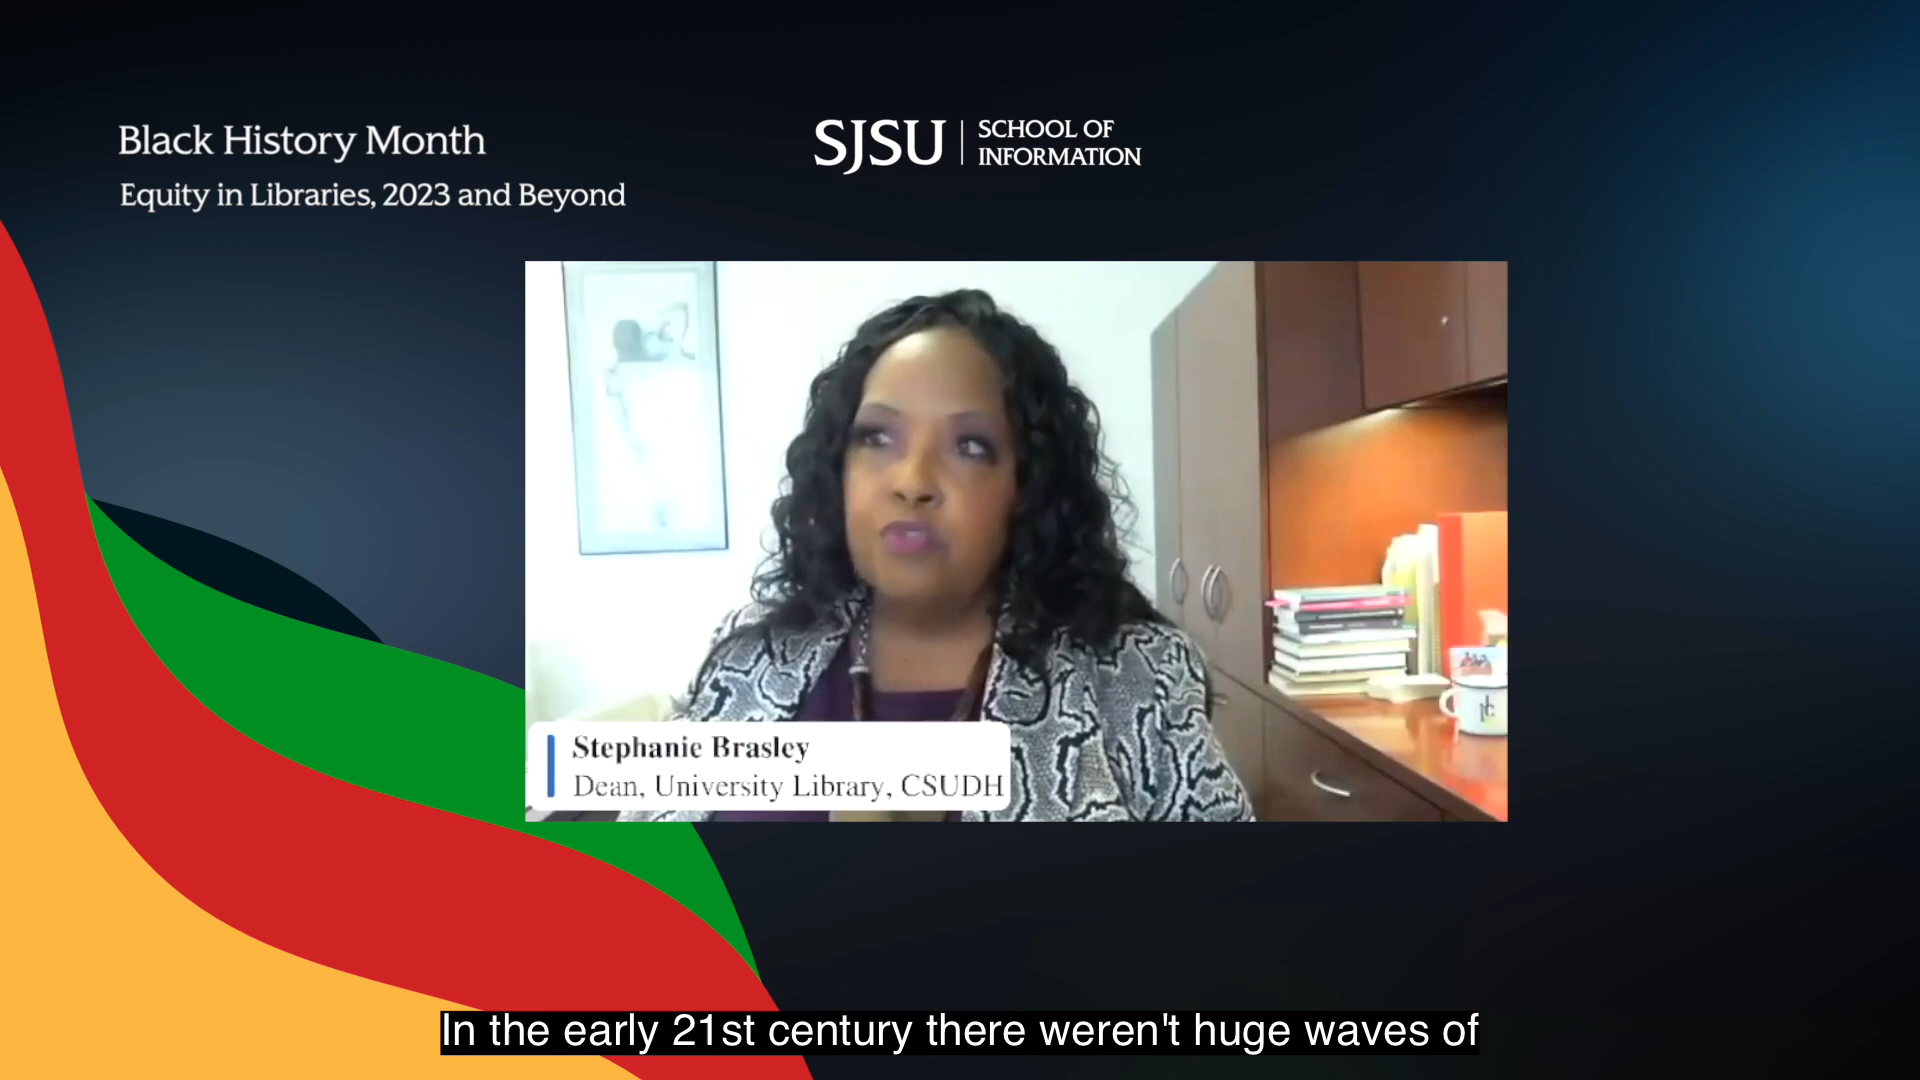 Black History Month
Equity in Libraries, 2023 and Beyond
SJSU
SCHOOL OF
INFORMATION
Stephanie Brasley
Dean, University Library, CSUDH
In the early 21st century there weren't huge waves of